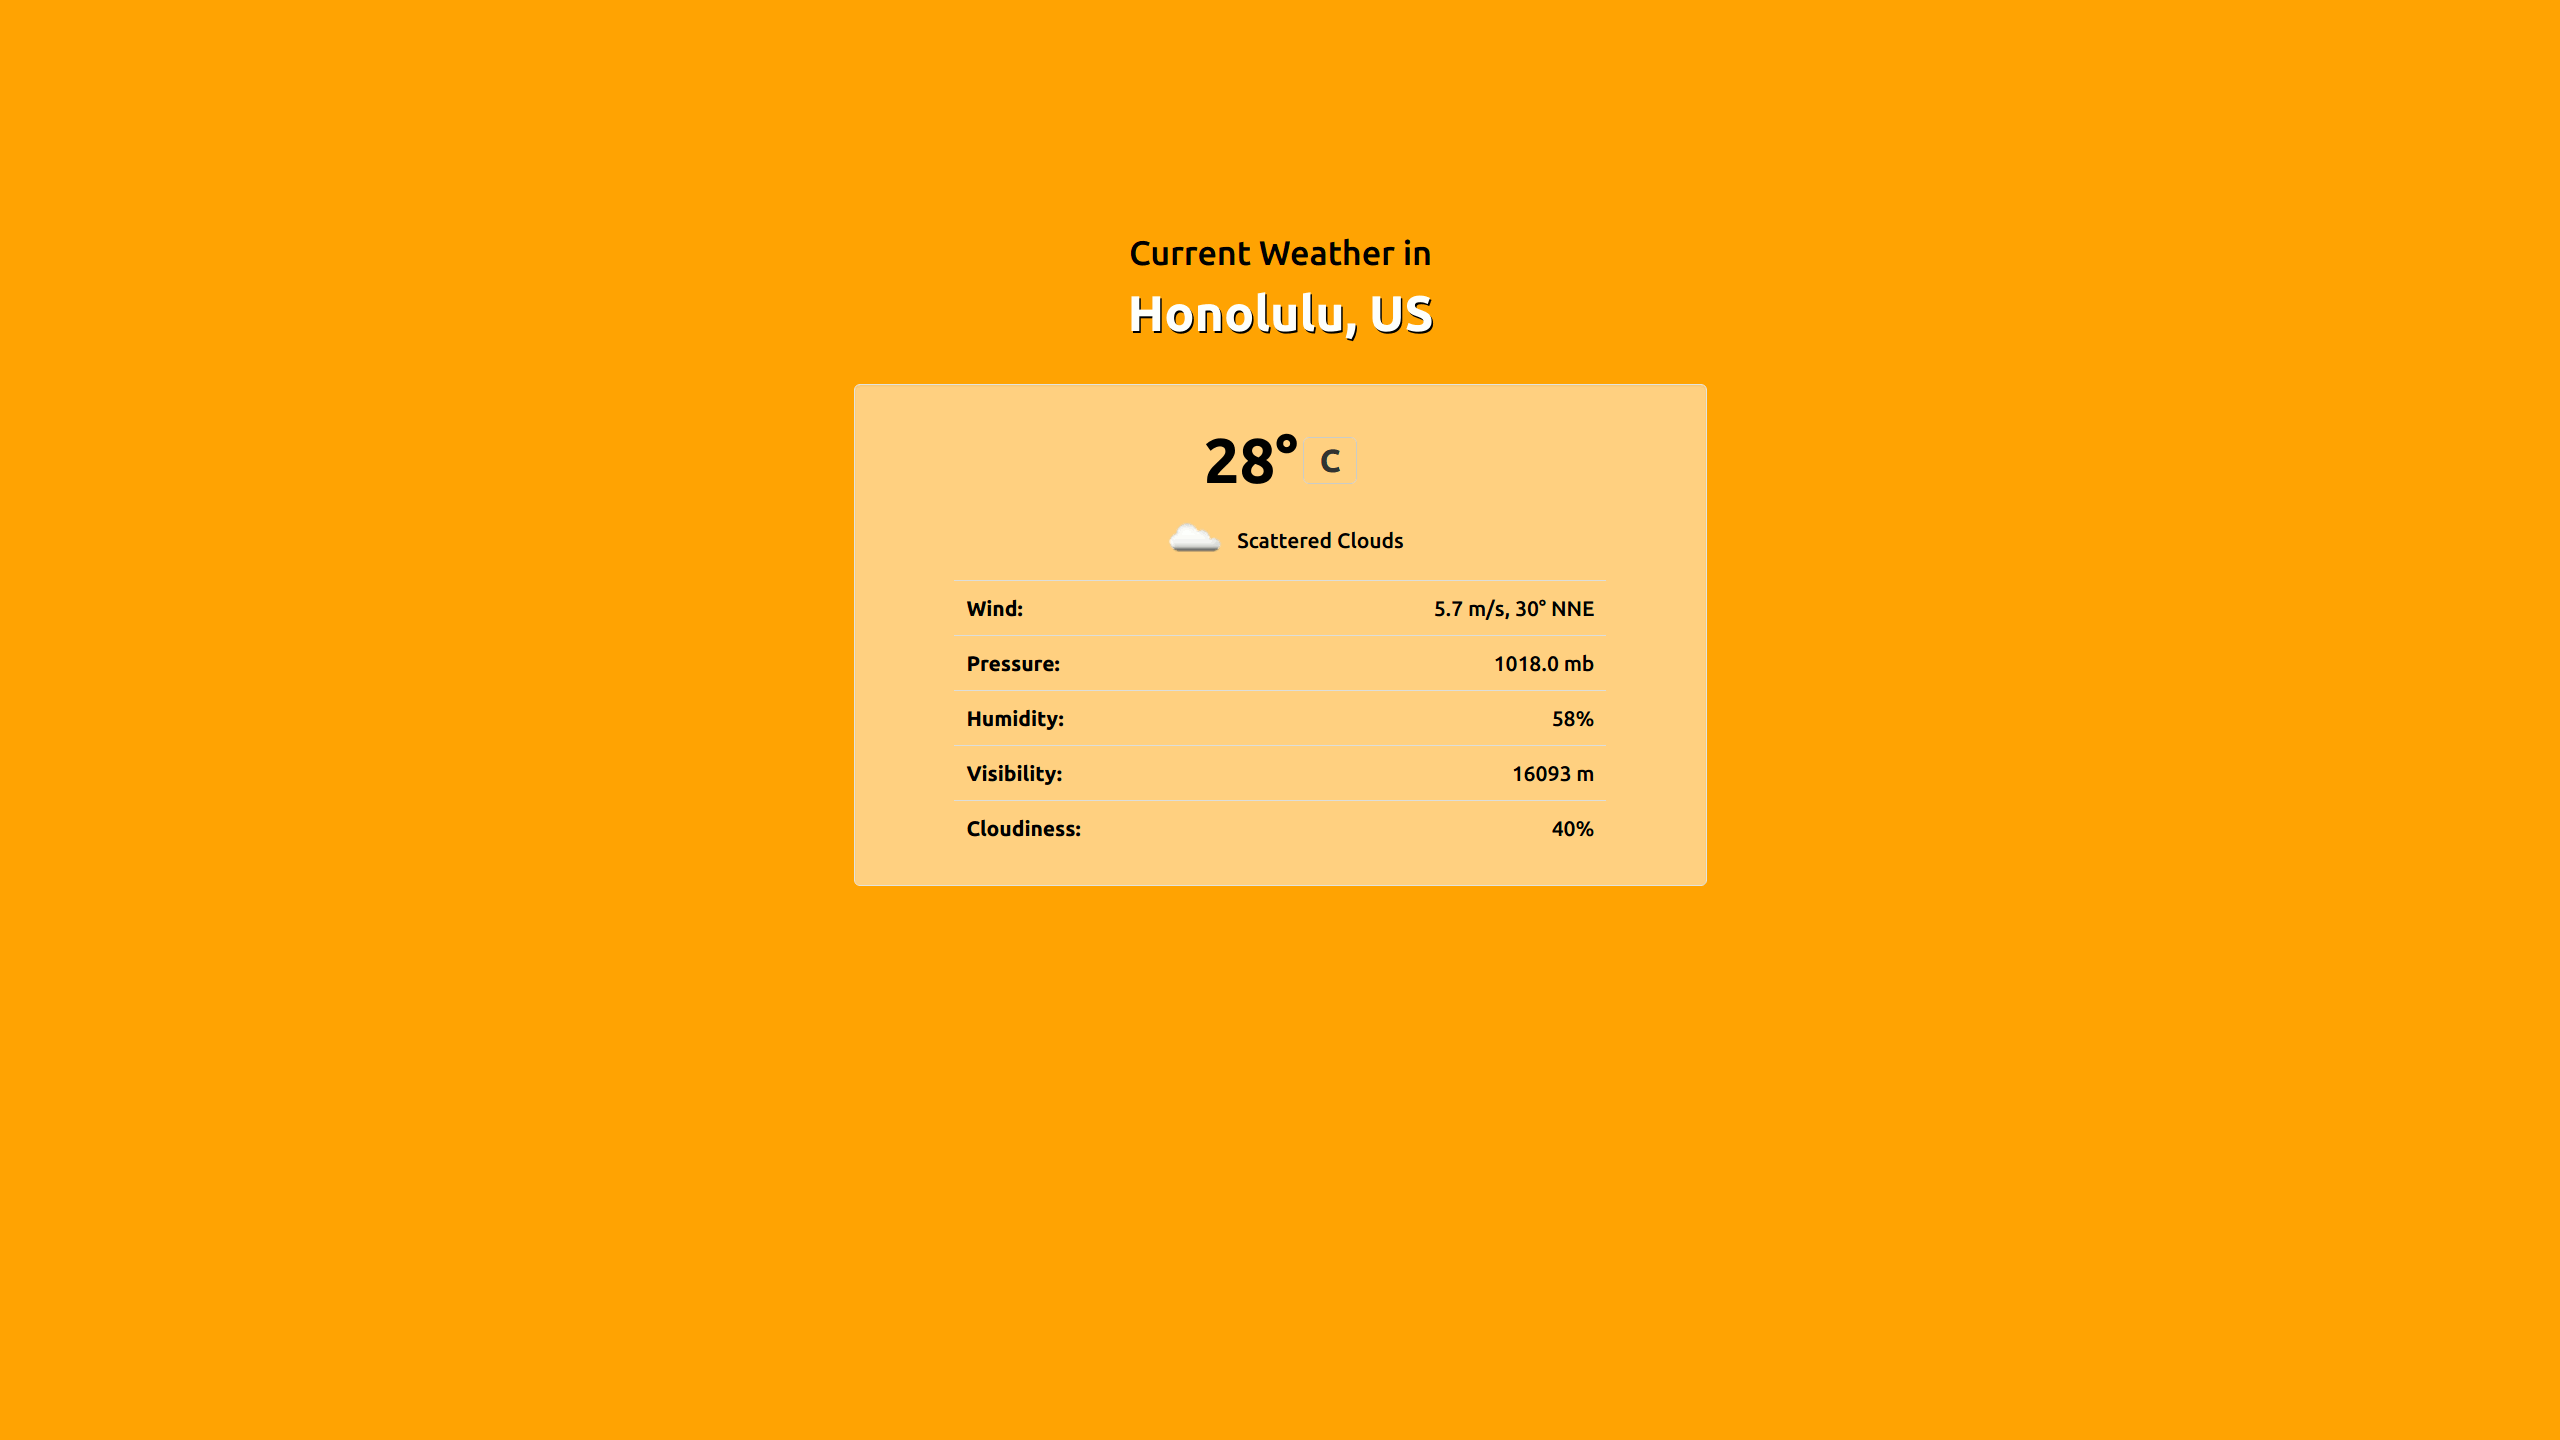 Current Weather in
Honolulu, US
28° C
Scattered Clouds
Wind: 5.7 m/s, 30° NNE
Pressure: 1018.0 mb
Humidity: 58%
Visibility: 16093 m
Cloudiness: 40%